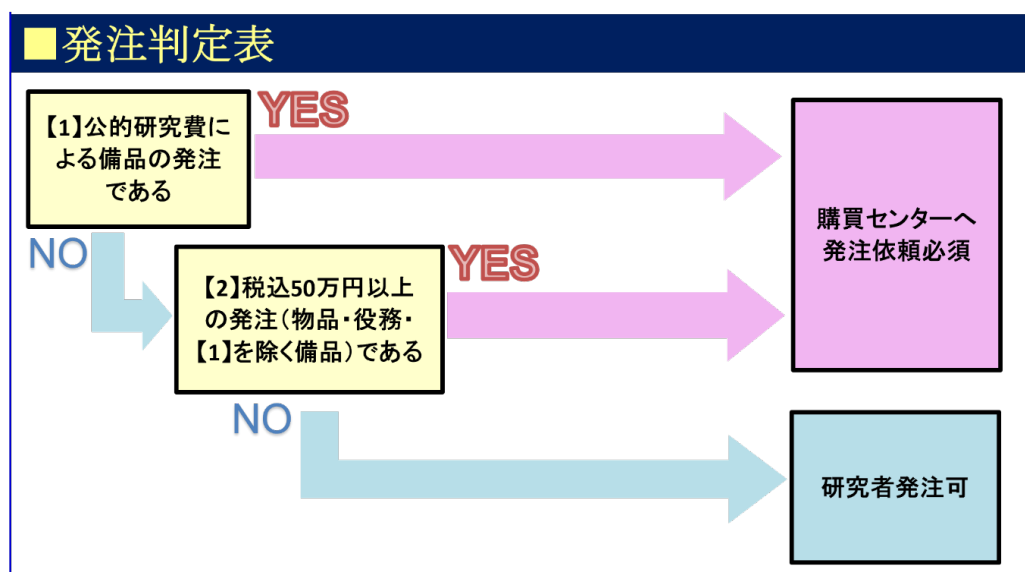 ■発注判定表
【1】公的研究費に
よる備品の発注
である
YES
購買センターへ
発注依頼必須
NO
【2】税込50万円以上
の発注(物品・役務・
【1】を除く備品)である
YES
NO
研究者発注可